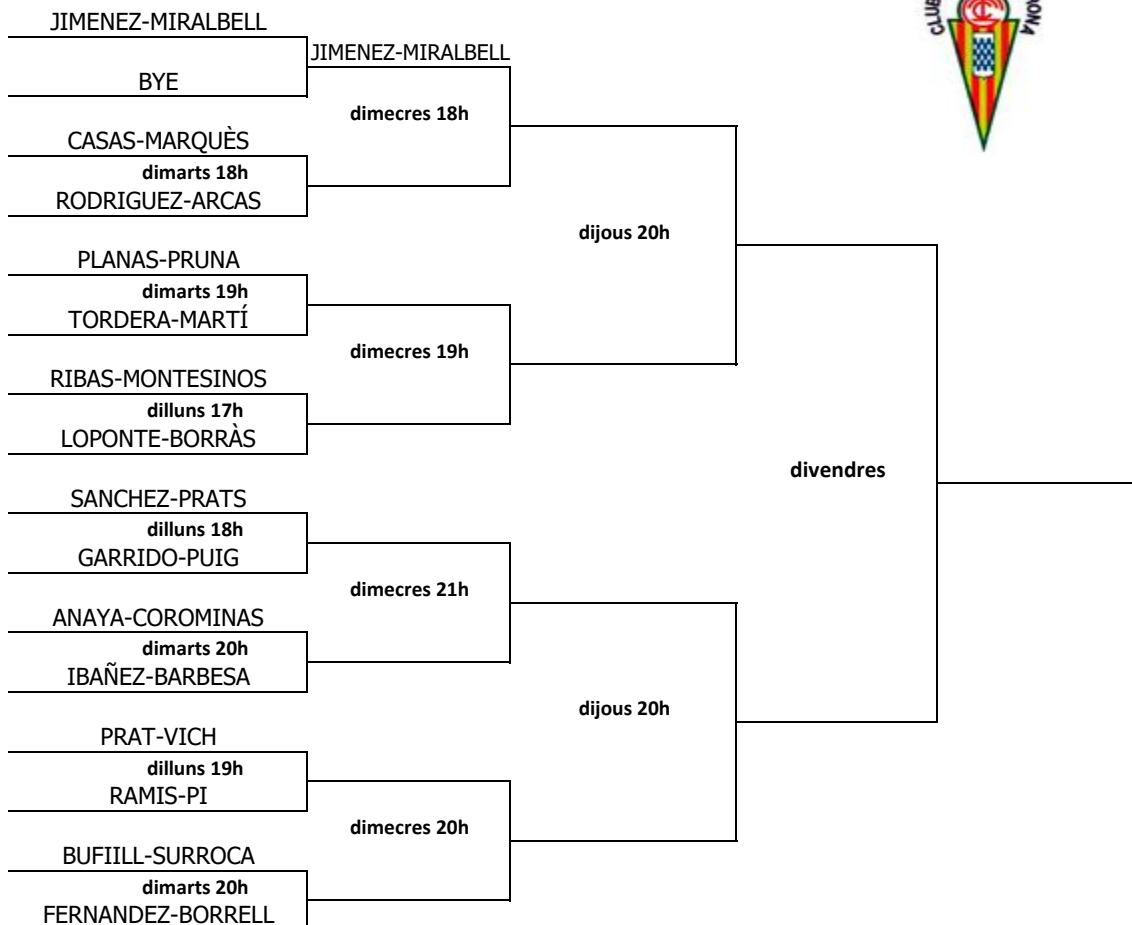 CLUB
ONA
JIMENEZ-MIRALBELL
JIMENEZ-MIRALBELL
BYE
dimecres 18h
CASAS-MARQUÈS
dimarts 18h
RODRIGUEZ-ARCAS
dijous 20h
PLANAS-PRUNA
dimarts 19h
TORDERA-MARTÍ
dimecres 19h
RIBAS-MONTESINOS
dilluns 17h
LOPONTE-BORRÀS
divendres
SANCHEZ-PRATS
dilluns 18h
GARRIDO-PUIG
dimecres 21h
ANAYA-COROMINAS
dimarts 20h
IBAÑEZ-BARBESA
dijous 20h
PRAT-VICH
dilluns 19h
RAMIS-PI
dimecres 20h
BUFIILL-SURROCA
dimarts 20h
FERNANDEZ-BORRELL